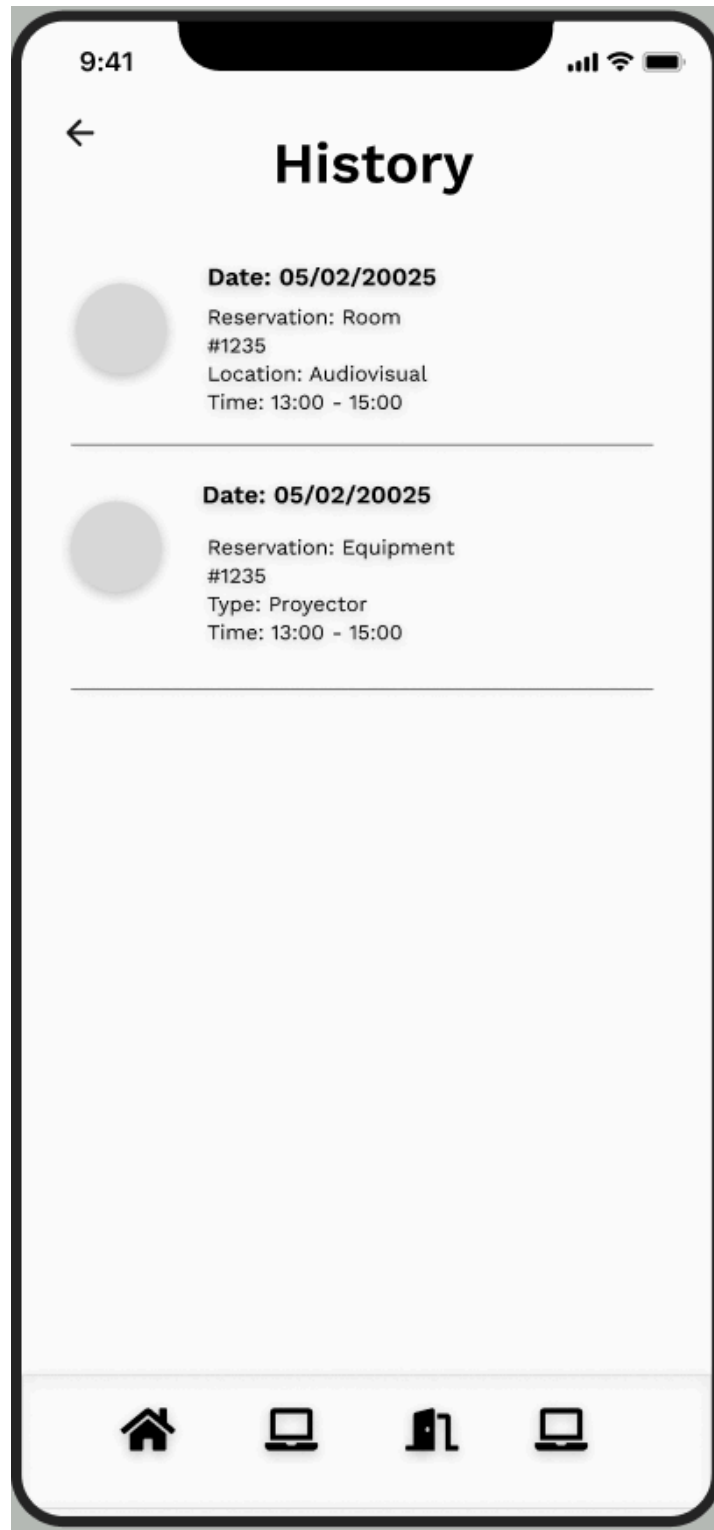 9:41
History
Date: 05/02/20025
Reservation: Room
#1235
Location: Audiovisual
Time: 13:00 - 15:00
Date: 05/02/20025
Reservation: Equipment
#1235
Type: Proyector
Time: 13:00 - 15:00